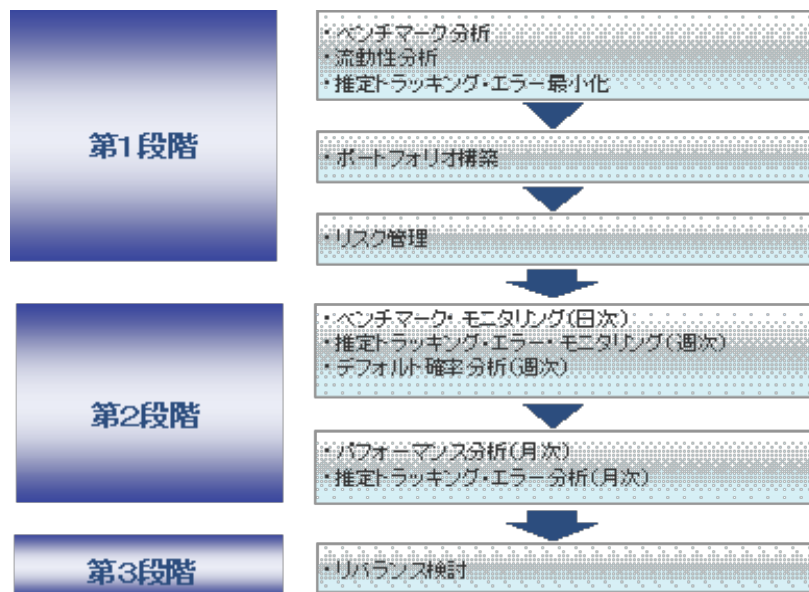 第1段階
・ベンチマーク分析
・流動性分析
・推定トラッキング・エラー最小化
・ポートフォリオ構築
・リスク管理
第2段階
・ベンチマーク・モニタリング(日次)
・推定トラッキング・エラー・モニタリング(週次)
・デフォルト確率分析(週次)
・パフォーマンス分析(月次)
・推定トラッキング・エラー分析(月次)
第3段階
・リバランス検討